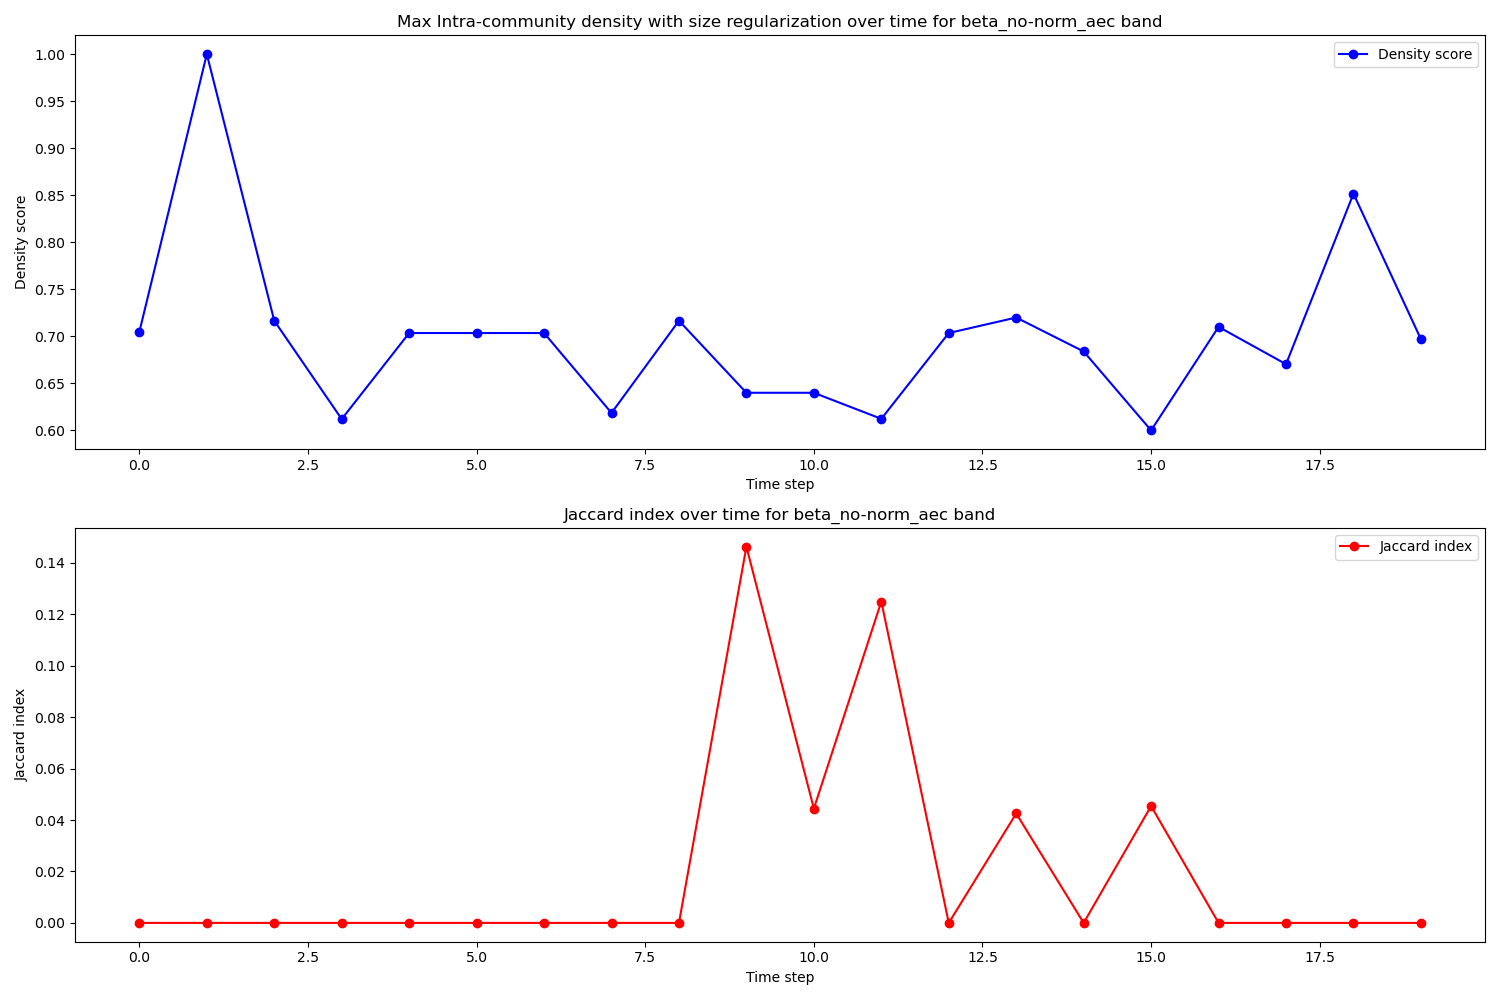 Max Intra-community density with size regularization over time for beta_no-norm_aec band
Density score
1.00
0.95
0.90
0.85
0.80
0.75
0.70
0.65
0.60
Density score
0.0 2.5 5.0 7.5 10.0 12.5 15.0 17.5
Time step
Jaccard index over time for beta_no-norm_aec band
Jaccard index
0.14
0.12
0.10
0.08
0.06
0.04
0.02
0.00
Jaccard index
0.0 2.5 5.0 7.5 10.0 12.5 15.0 17.5
Time step